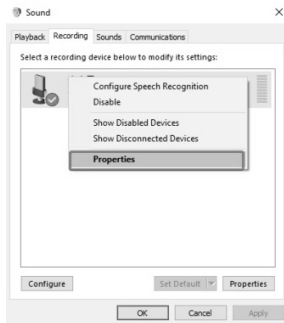 Sound
Playback Recording Sounds Communications
Select a recording device below to modify its settings:
Configure Speech Recognition
Disable
Show Disabled Devices
Show Disconnected Devices
Properties
Configure Set Default Properties
OK Cancel Apply